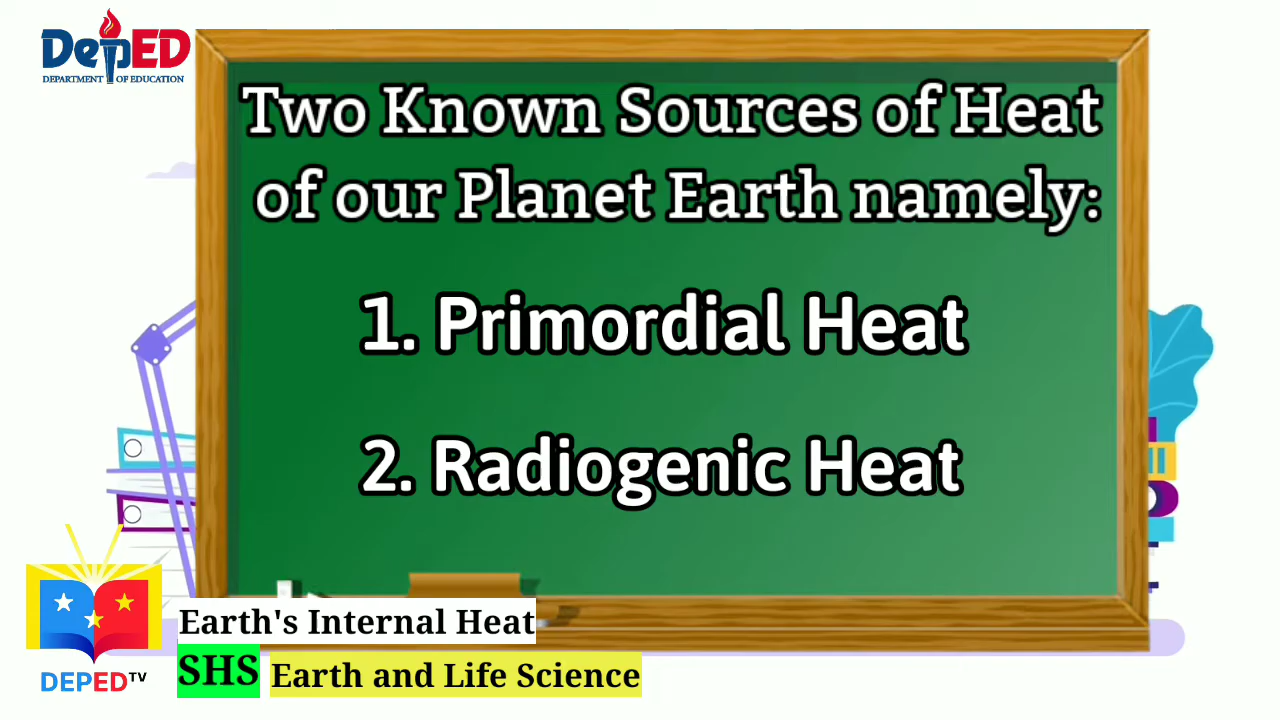 DepED
DEPARTMENT OF EDUCATION
Two Known Sources of Heat
of our Planet Earth namely:
1. Primordial Heat
2. Radiogenic Heat
Earth's Internal Heat
SHS Earth and Life Science
DEPED TV